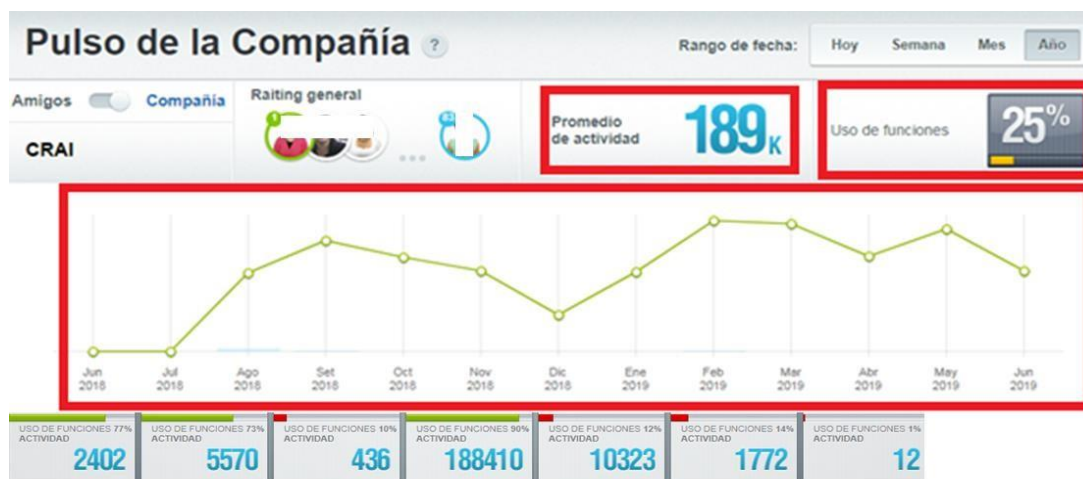 Pulso de la Compañía ?
Rango de fecha: Hoy Semana Mes Año
Amigos Compañía
CRAI
Raiting general
Promedio
de actividad
189K
Uso de funciones
25%
Jun 2018 Jul 2018 Ago 2018 Set 2018 Oct 2018 Nov 2018 Dic 2018 Ene 2019 Feb 2019 Mar 2019 Abr 2019 May 2019 Jun 2019
USO DE FUNCIONES 77%
ACTIVIDAD
2402
USO DE FUNCIONES 73%
ACTIVIDAD
5570
USO DE FUNCIONES 10%
ACTIVIDAD
436
USO DE FUNCIONES 90%
ACTIVIDAD
188410
USO DE FUNCIONES 12%
ACTIVIDAD
10323
USO DE FUNCIONES 14%
ACTIVIDAD
1772
USO DE FUNCIONES 1%
ACTIVIDAD
12